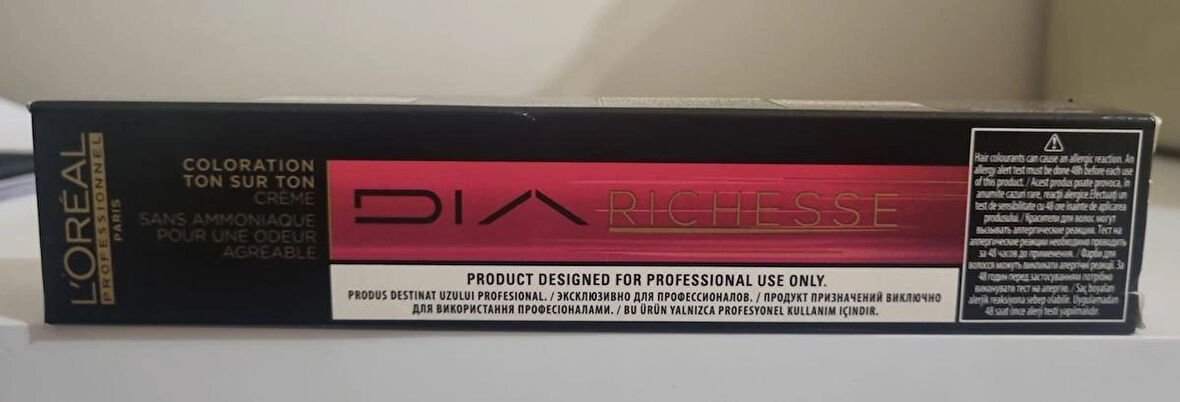 L'ORÉAL
PROFESSIONNEL
PARIS
COLORATION
TON SUR TON
CRÈME
SANS AMMONIAQUE
POUR UNE ODEUR
AGRÉABLE
DIA RICHESSE
PRODUCT DESIGNED FOR PROFESSIONAL USE ONLY.
PRODUS DESTINAT UZULUI PROFESIONAL. / ЭКСКЛЮЗИВНО ДЛЯ ПРОФЕССИОНАЛОВ. / ПРОДУКТ ПРИЗНАЧЕНИЙ ВИКЛЮЧНО
ДЛЯ ВИКОРИСТАННЯ ПРОФЕСІОНАЛАМИ. / BU ÜRÜN YALNIZCA PROFESYONEL KULLANIM İÇİNDİR.
Hair colourants can cause an allergic reaction. An
allergy alert test must be done 48h before each use
of this product. / Acest produs poate provoca, în
anumite cazuri rare, reacții alergice. Efectuați un
test de sensibilitate cu 48 ore înainte de aplicarea
produsului. / Красители для волос могут
вызывать аллергические реакции. Тест на
аллергические реакции необходимо проводить
за 48 часов до применения. / Фарби для
волосся можуть викликати алергічні реакції. За
48 годин перед застосуванням потрібно
виконувати тест на алергію. / Saç boyaları
alerjik reaksiyona sebep olabilir. Uygulamadan
48 saat önce alerji testi yapılmalıdır.